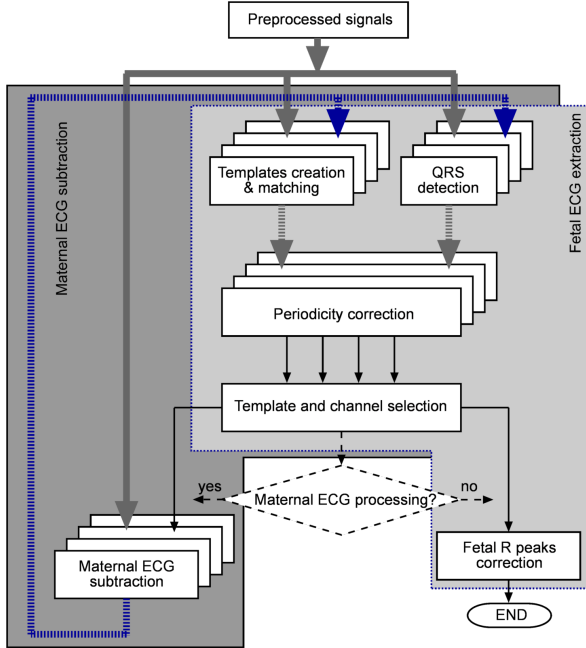 Preprocessed signals
Maternal ECG subtraction
Fetal ECG extraction
Templates creation
& matching
QRS
detection
Periodicity correction
Template and channel selection
yes
Maternal ECG processing?
no
Maternal ECG
subtraction
Fetal R peaks
correction
END